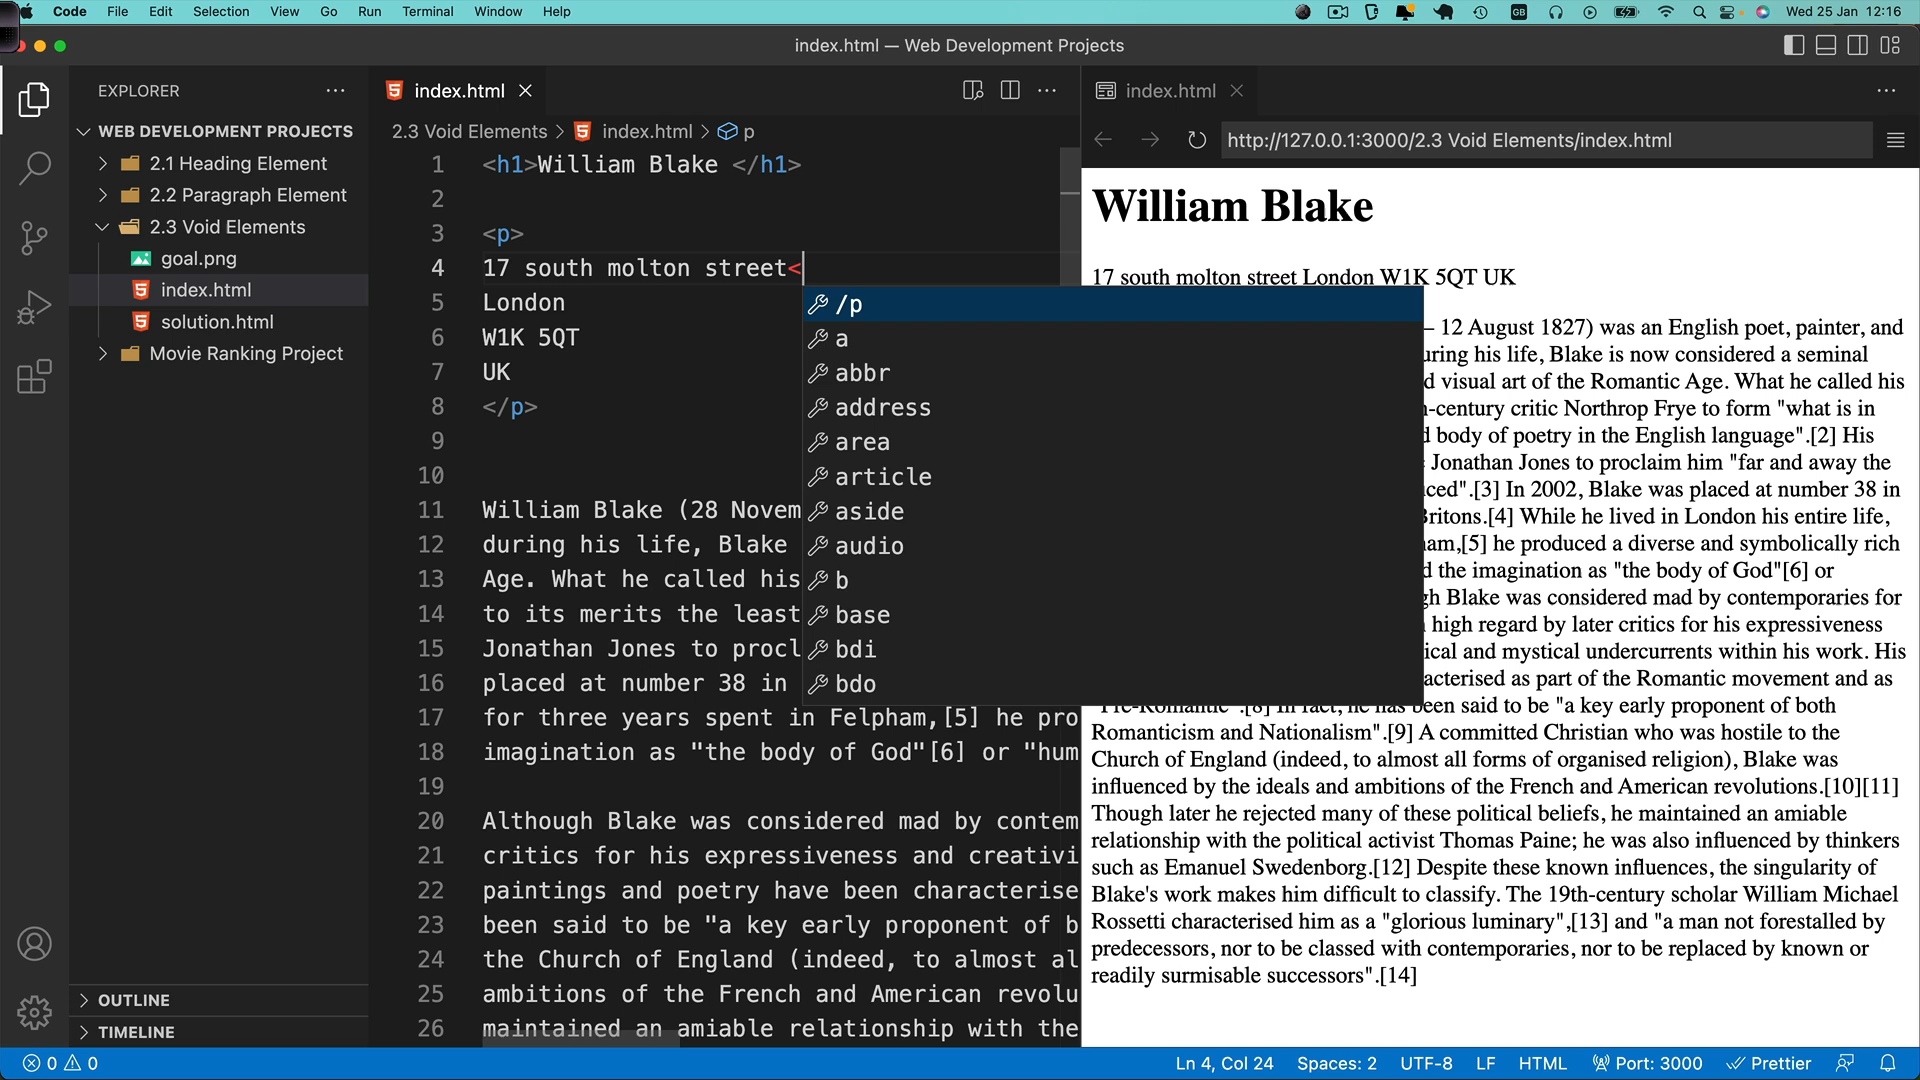 Code File Edit Selection View Go Run Terminal Window Help GB Wed 25 Jan 12:16
index.html — Web Development Projects
EXPLORER
WEB DEVELOPMENT PROJECTS
2.1 Heading Element
2.2 Paragraph Element
2.3 Void Elements
goal.png
index.html
solution.html
Movie Ranking Project
OUTLINE
TIMELINE
index.html
2.3 Void Elements > index.html > p
1 <h1>William Blake </h1>
2
3 <p>
4 17 south molton street<
5 London
6 W1K 5QT
7 UK
8 </p>
9
10
11 William Blake (28 Novem
12 during his life, Blake
13 Age. What he called his
14 to its merits the least
15 Jonathan Jones to procl
16 placed at number 38 in
17 for three years spent in Felpham,[5] he pro
18 imagination as "the body of God"[6] or "hum
19
20 Although Blake was considered mad by contem
21 critics for his expressiveness and creativi
22 paintings and poetry have been characterise
23 been said to be "a key early proponent of b
24 the Church of England (indeed, to almost al
25 ambitions of the French and American revolu
26 maintained an amiable relationship with the
/p
a
abbr
address
area
article
aside
audio
b
base
bdi
bdo
index.html
http://127.0.0.1:3000/2.3 Void Elements/index.html
William Blake
17 south molton street London W1K 5QT UK
– 12 August 1827) was an English poet, painter, and
uring his life, Blake is now considered a seminal
d visual art of the Romantic Age. What he called his
-century critic Northrop Frye to form "what is in
d body of poetry in the English language".[2] His
Jonathan Jones to proclaim him "far and away the
ced".[3] In 2002, Blake was placed at number 38 in
Britons.[4] While he lived in London his entire life,
am,[5] he produced a diverse and symbolically rich
d the imagination as "the body of God"[6] or
gh Blake was considered mad by contemporaries for
high regard by later critics for his expressiveness
ical and mystical undercurrents within his work. His
acterised as part of the Romantic movement and as
"Pre-Romantic".[8] In fact, he has been said to be "a key early proponent of both
Romanticism and Nationalism".[9] A committed Christian who was hostile to the
Church of England (indeed, to almost all forms of organised religion), Blake was
influenced by the ideals and ambitions of the French and American revolutions.[10][11]
Though later he rejected many of these political beliefs, he maintained an amiable
relationship with the political activist Thomas Paine; he was also influenced by thinkers
such as Emanuel Swedenborg.[12] Despite these known influences, the singularity of
Blake's work makes him difficult to classify. The 19th-century scholar William Michael
Rossetti characterised him as a "glorious luminary",[13] and "a man not forestalled by
predecessors, nor to be classed with contemporaries, nor to be replaced by known or
readily surmisable successors".[14]
0 0 Ln 4, Col 24 Spaces: 2 UTF-8 LF HTML Port: 3000 Prettier